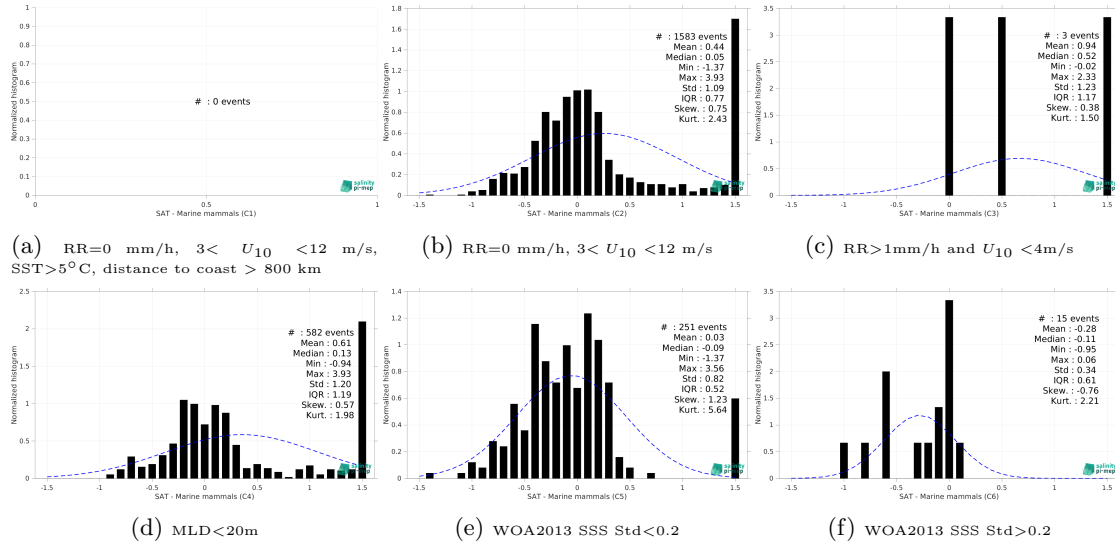 1
0.9
0.8
0.7
0.6
0.5
0.4
0.3
0.2
0.1
0
Normalized histogram
# : 0 events
0 0.5 1
SAT - Marine mammals (C1)
salinity
pi-mep
(a) RR=0 mm/h, 3< U10 <12 m/s,
SST>5°C, distance to coast > 800 km
1.8
1.6
1.4
1.2
1
0.8
0.6
0.4
0.2
0
Normalized histogram
# : 1583 events
Mean : 0.44
Median : 0.05
Min : -1.37
Max : 3.93
Std : 1.09
IQR : 0.77
Skew. : 0.75
Kurt. : 2.43
-1.5 -1 -0.5 0 0.5 1 1.5
SAT - Marine mammals (C2)
salinity
pi-mep
(b) RR=0 mm/h, 3< U10 <12 m/s
3.5
3
2.5
2
1.5
1
0.5
0
Normalized histogram
# : 3 events
Mean : 0.94
Median : 0.52
Min : -0.02
Max : 2.33
Std : 1.23
IQR : 1.17
Skew. : 0.38
Kurt. : 1.50
-1.5 -1 -0.5 0 0.5 1 1.5
SAT - Marine mammals (C3)
salinity
pi-mep
(c) RR>1mm/h and U10 <4m/s
2.5
2
1.5
1
0.5
0
Normalized histogram
# : 582 events
Mean : 0.61
Median : 0.13
Min : -0.94
Max : 3.93
Std : 1.20
IQR : 1.19
Skew. : 0.57
Kurt. : 1.98
-1.5 -1 -0.5 0 0.5 1 1.5
SAT - Marine mammals (C4)
salinity
pi-mep
(d) MLD<20m
1.4
1.2
1
0.8
0.6
0.4
0.2
0
Normalized histogram
# : 251 events
Mean : 0.03
Median : -0.09
Min : -1.37
Max : 3.56
Std : 0.82
IQR : 0.52
Skew. : 1.23
Kurt. : 5.64
-1.5 -1 -0.5 0 0.5 1 1.5
SAT - Marine mammals (C5)
salinity
pi-mep
(e) WOA2013 SSS Std<0.2
3.5
3
2.5
2
1.5
1
0.5
0
Normalized histogram
# : 15 events
Mean : -0.28
Median : -0.11
Min : -0.95
Max : 0.06
Std : 0.34
IQR : 0.61
Skew. : -0.76
Kurt. : 2.21
-1.5 -1 -0.5 0 0.5 1 1.5
SAT - Marine mammals (C6)
salinity
pi-mep
(f) WOA2013 SSS Std>0.2